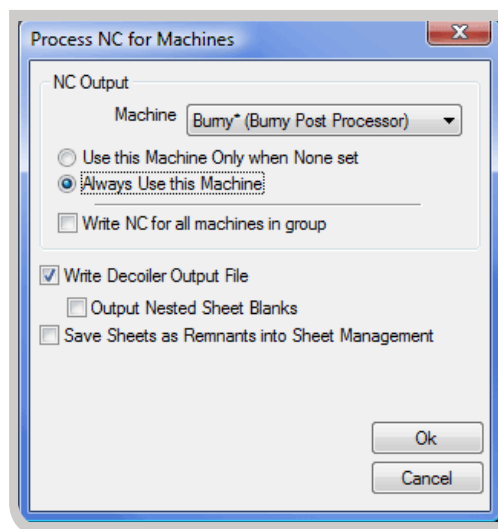 Process NC for Machines
NC Output
Machine Burny* (Burny Post Processor)
Use this Machine Only when None set
Always Use this Machine
Write NC for all machines in group
Write Decoiler Output File
Output Nested Sheet Blanks
Save Sheets as Remnants into Sheet Management
Ok
Cancel